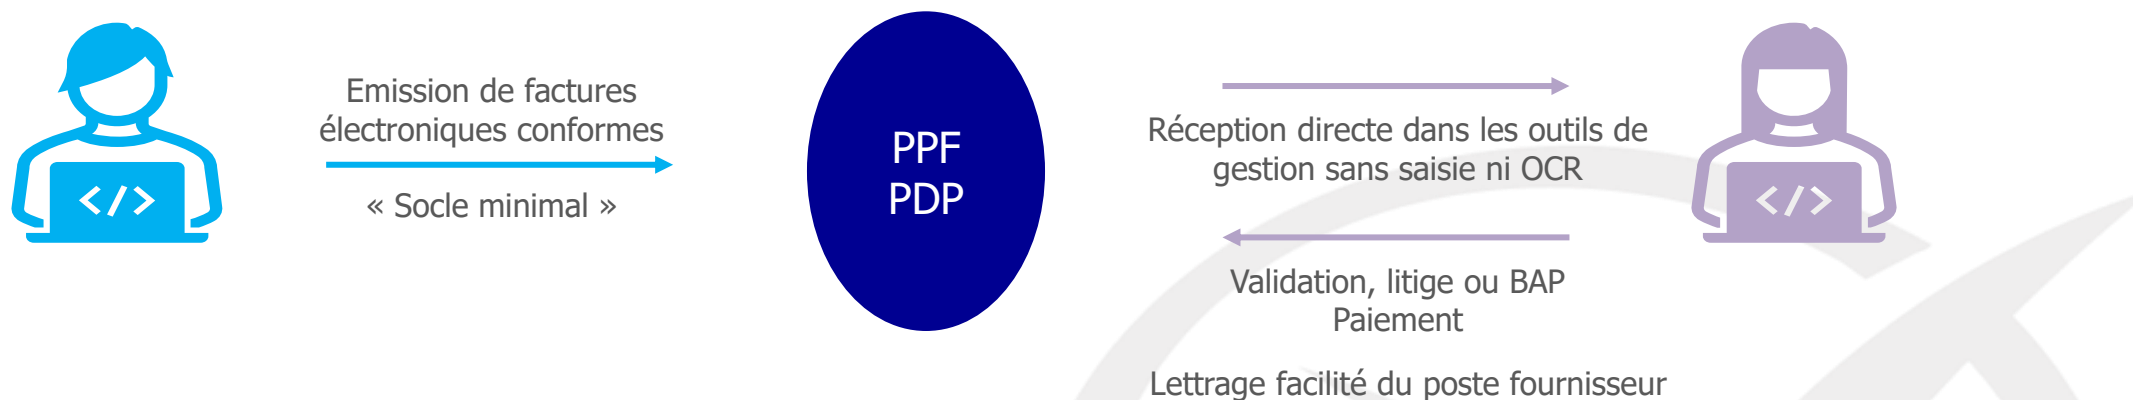 Emission de factures
électroniques conformes
« Socle minimal »
</>
PPF
PDP
Réception directe dans les outils de
gestion sans saisie ni OCR
</>
Validation, litige ou BAP
Paiement
Lettrage facilité du poste fournisseur